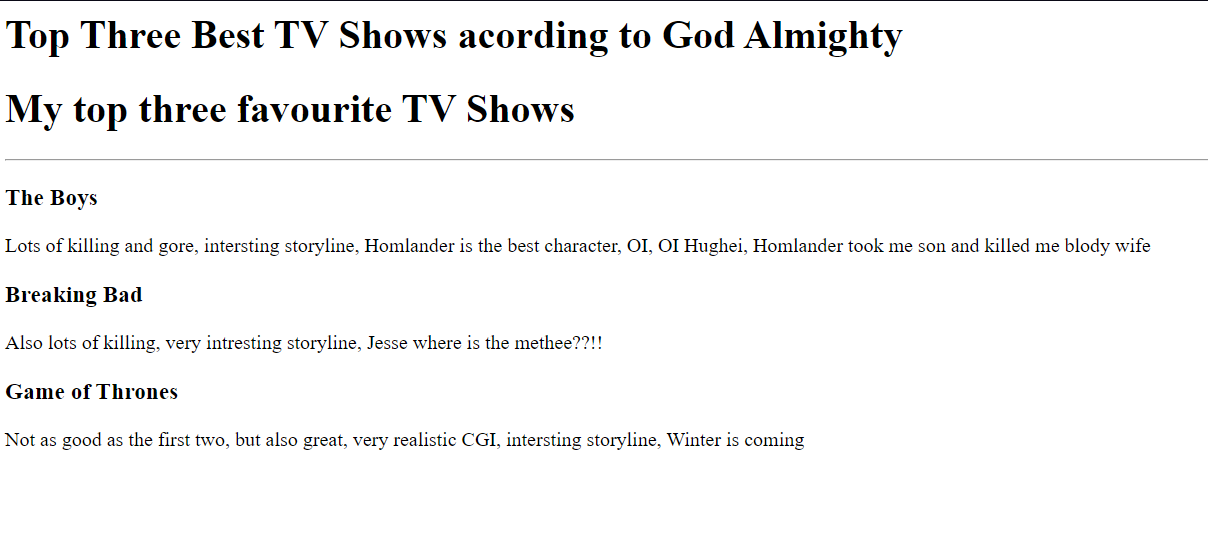 Top Three Best TV Shows acording to God Almighty
My top three favourite TV Shows
The Boys
Lots of killing and gore, intersting storyline, Homlander is the best character, OI, OI Hughei, Homlander took me son and killed me blody wife
Breaking Bad
Also lots of killing, very intresting storyline, Jesse where is the methee??!!
Game of Thrones
Not as good as the first two, but also great, very realistic CGI, intersting storyline, Winter is coming